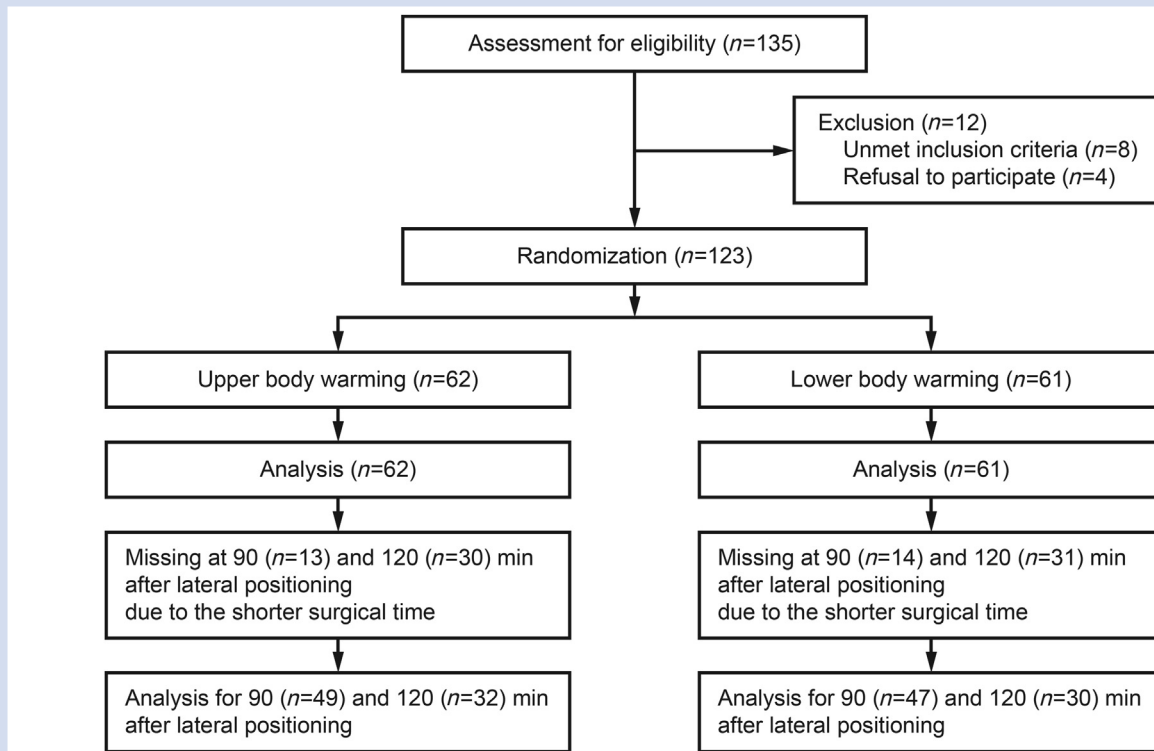 Assessment for eligibility (n=135)
Exclusion (n=12)
Unmet inclusion criteria (n=8)
Refusal to participate (n=4)
Randomization (n=123)
Upper body warming (n=62)
Lower body warming (n=61)
Analysis (n=62)
Analysis (n=61)
Missing at 90 (n=13) and 120 (n=30) min
after lateral positioning
due to the shorter surgical time
Missing at 90 (n=14) and 120 (n=31) min
after lateral positioning
due to the shorter surgical time
Analysis for 90 (n=49) and 120 (n=32) min
after lateral positioning
Analysis for 90 (n=47) and 120 (n=30) min
after lateral positioning